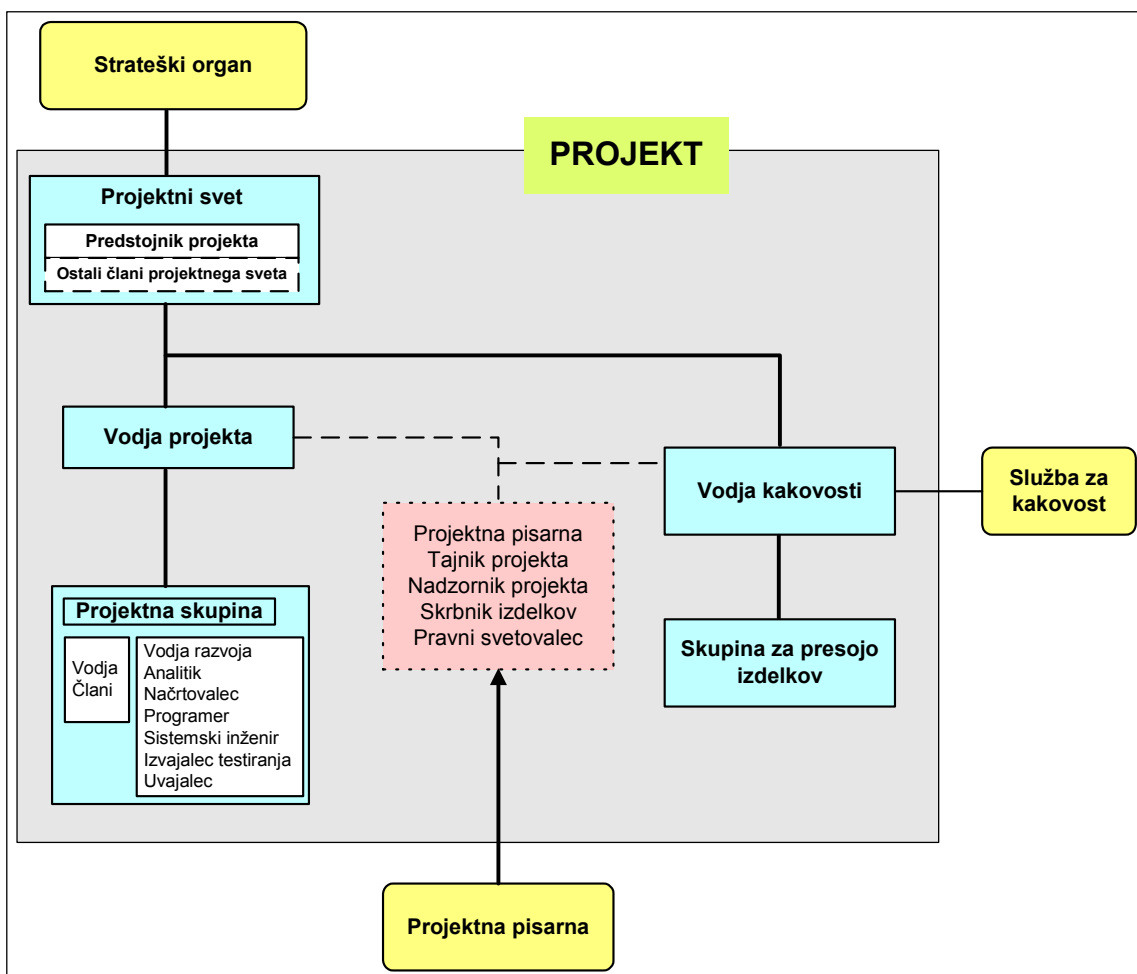 Strateški organ
PROJEKT
Projektni svet
Predstojnik projekta
Ostali člani projektnega sveta
Vodja projekta
Vodja kakovosti
Služba za
kakovost
Projektna pisarna
Tajnik projekta
Nadzornik projekta
Skrbnik izdelkov
Pravni svetovalec
Projektna skupina
Vodja
Člani
Vodja razvoja
Analitik
Načrtovalec
Programer
Sistemski inženir
Izvajalec testiranja
Uvajalec
Skupina za presojo
izdelkov
Projektna pisarna